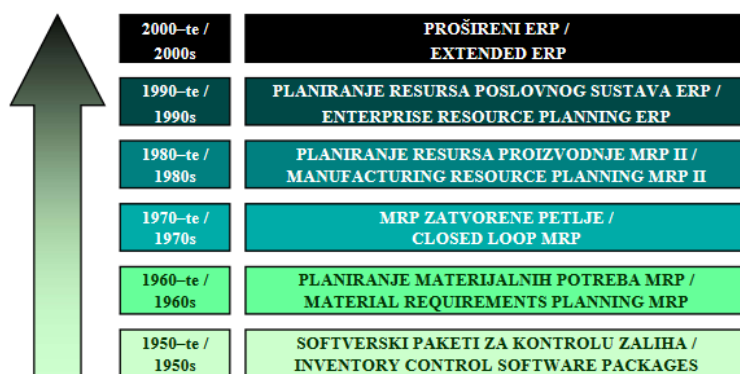 2000–te /
2000s
PROŠIRENI ERP /
EXTENDED ERP
1990–te /
1990s
PLANIRANJE RESURSA POSLOVNOG SUSTAVA ERP /
ENTERPRISE RESOURCE PLANNING ERP
1980–te /
1980s
PLANIRANJE RESURSA PROIZVODNJE MRP II /
MANUFACTURING RESOURCE PLANNING MRP II
1970–te /
1970s
MRP ZATVORENE PETLJE /
CLOSED LOOP MRP
1960–te /
1960s
PLANIRANJE MATERIJALNIH POTREBA MRP /
MATERIAL REQUIREMENTS PLANNING MRP
1950–te /
1950s
SOFTVERSKI PAKETI ZA KONTROLU ZALIHA /
INVENTORY CONTROL SOFTWARE PACKAGES